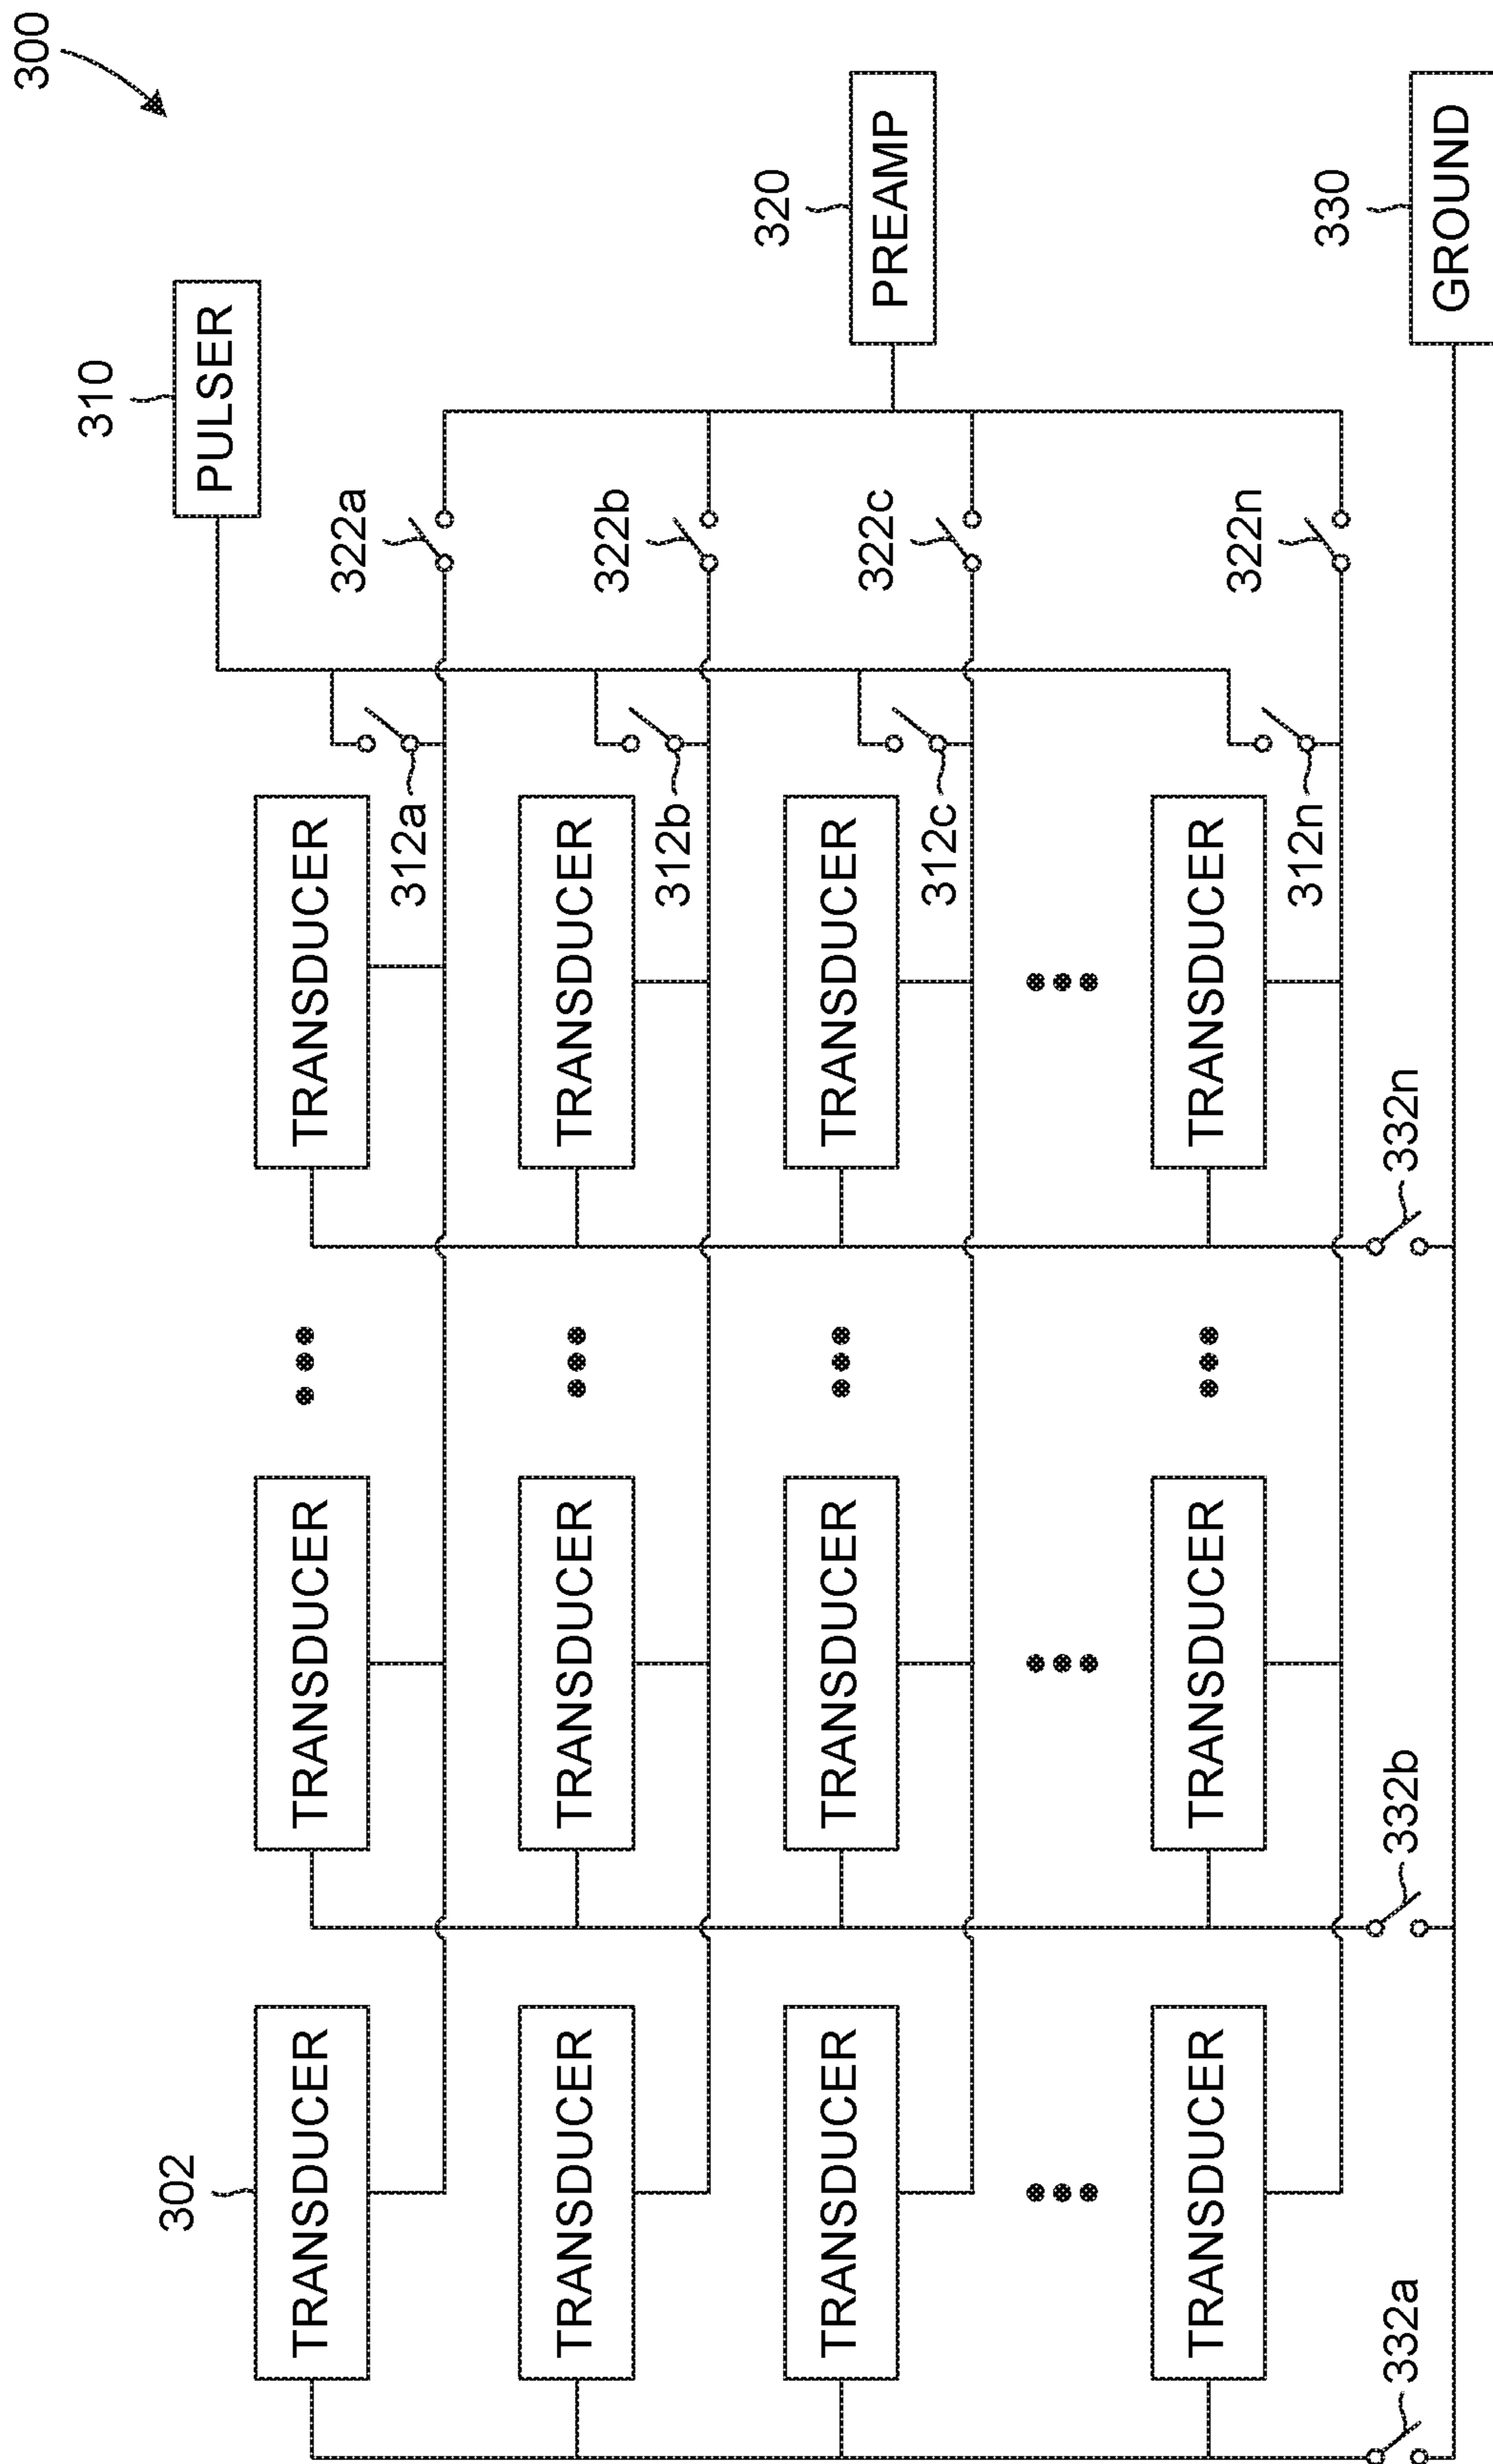 300
310
PULSER
320
PREAMP
330
GROUND
322a
322b
322c
322n
312a
312b
312c
312n
TRANSDUCER
TRANSDUCER
TRANSDUCER
TRANSDUCER
332n
TRANSDUCER
TRANSDUCER
TRANSDUCER
TRANSDUCER
332b
302
TRANSDUCER
TRANSDUCER
TRANSDUCER
TRANSDUCER
332a